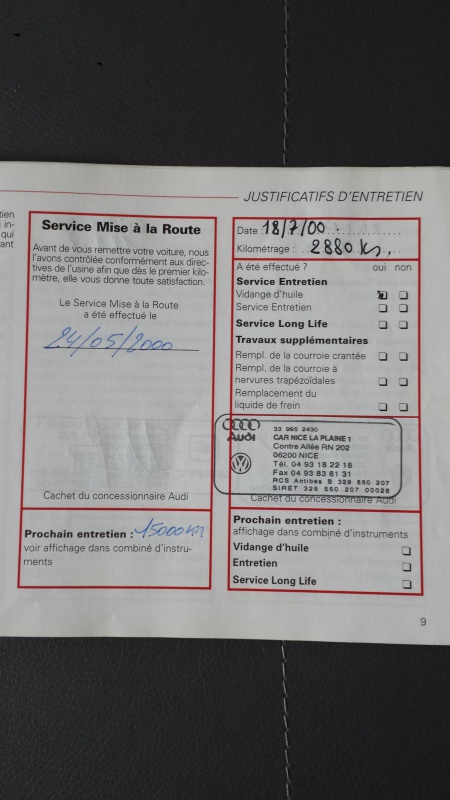 JUSTIFICATIFS D'ENTRETIEN
tien
i in-
qui
ant
Service Mise à la Route
Avant de vous remettre votre voiture, nous
l'avons contrôlée conformément aux direc-
tives de l'usine afin que dès le premier kilo-
mètre, elle vous donne toute satisfaction.
Le Service Mise à la Route
a été effectué le
24/05/2000
Cachet du concessionnaire Audi
Prochain entretien : 15000 Km
voir affichage dans combiné d'instru-
ments
Date : 18/7/00
Kilométrage : 2880 Ks
A été effectué ? oui non
Service Entretien
Vidange d'huile
Service Entretien
Service Long Life
Travaux supplémentaires
Rempl. de la courroie crantée
Rempl. de la courroie à
nervures trapézoïdales
Remplacement du
liquide de frein
Audi
33 995 2430
CAR NICE LA PLAINE 1
Contre Allée RN 202
06200 NICE
Tél. 04 93 18 22 18
Fax 04 93 83 61 31
RCS Antibes B 328 550 207
SIRET 328 550 207 00026
Cachet du concessionnaire Audi
Prochain entretien :
affichage dans combiné d'instruments
Vidange d'huile
Entretien
Service Long Life
9